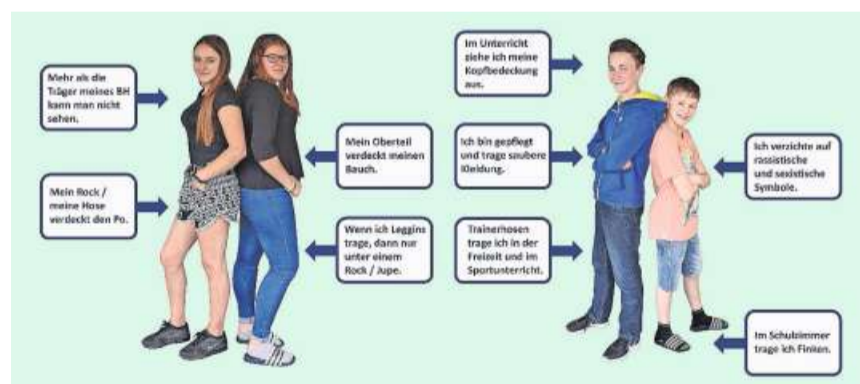 Mehr als die
Träger meines BH
kann man nicht
sehen.
Mein Rock /
meine Hose
verdeckt den Po.
Mein Oberteil
verdeckt meinen
Bauch.
Wenn ich Leggins
trage, dann nur
unter einem
Rock / Jupe.
Im Unterricht
ziehe ich meine
Kopfbedeckung
aus.
Ich bin gepflegt
und trage saubere
Kleidung.
Trainerhosen
trage ich in der
Freizeit und im
Sportunterricht.
Ich verzichte auf
rassistische
und sexistische
Symbole.
Im Schulzimmer
trage ich Finken.